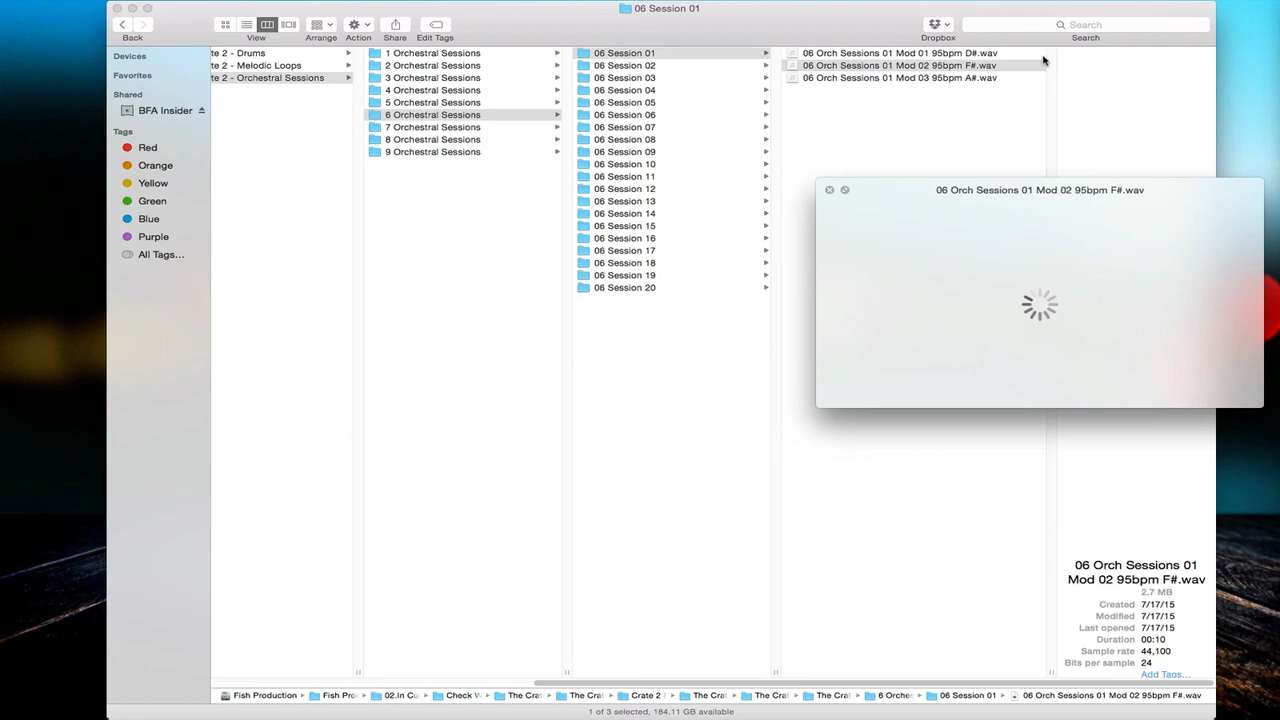 06 Session 01
Back
View
Arrange
Action
Share
Edit Tags
Dropbox
Search
Search
Devices
Favorites
Shared
BFA Insider
Tags
Red
Orange
Yellow
Green
Blue
Purple
All Tags...
te 2 - Drums
te 2 - Melodic Loops
te 2 - Orchestral Sessions
1 Orchestral Sessions
2 Orchestral Sessions
3 Orchestral Sessions
4 Orchestral Sessions
5 Orchestral Sessions
6 Orchestral Sessions
7 Orchestral Sessions
8 Orchestral Sessions
9 Orchestral Sessions
06 Session 01
06 Session 02
06 Session 03
06 Session 04
06 Session 05
06 Session 06
06 Session 07
06 Session 08
06 Session 09
06 Session 10
06 Session 11
06 Session 12
06 Session 13
06 Session 14
06 Session 15
06 Session 16
06 Session 17
06 Session 18
06 Session 19
06 Session 20
06 Orch Sessions 01 Mod 01 95bpm D#.wav
06 Orch Sessions 01 Mod 02 95bpm F#.wav
06 Orch Sessions 01 Mod 03 95bpm A#.wav
06 Orch Sessions 01 Mod 02 95bpm F#.wav
06 Orch Sessions 01
Mod 02 95bpm F#.wav
2.7 MB
Created 7/17/15
Modified 7/17/15
Last opened 7/17/15
Duration 00:10
Sample rate 44,100
Bits per sample 24
Add Tags...
Fish Production
Fish Pro
02.In Cu
Check W
The Crat
The Crat
Crate 2
The Crat
The Crat
The Crat
6 Orches
06 Session 01
06 Orch Sessions 01 Mod 02 95bpm F#.wav
1 of 3 selected, 184.11 GB available